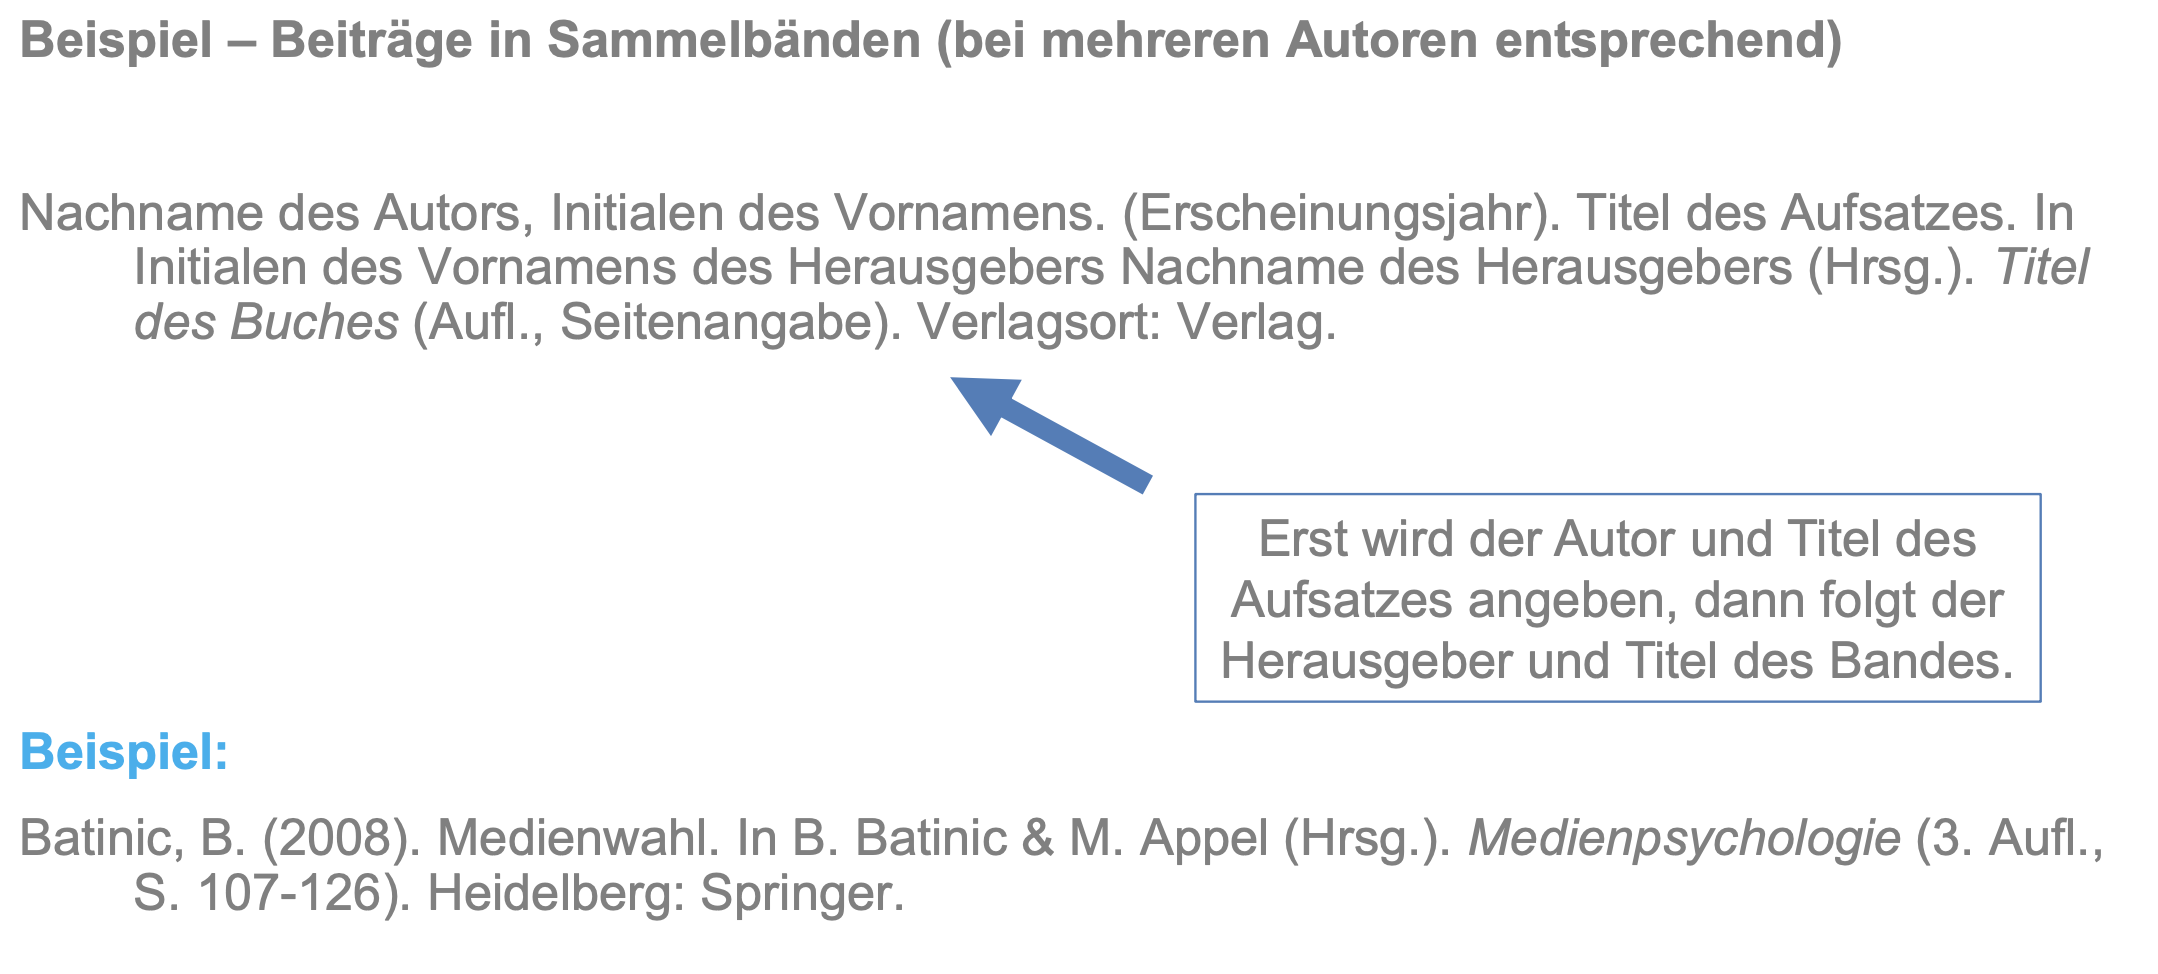 Beispiel – Beiträge in Sammelbänden (bei mehreren Autoren entsprechend)
Nachname des Autors, Initialen des Vornamens. (Erscheinungsjahr). Titel des Aufsatzes. In
Initialen des Vornamens des Herausgebers Nachname des Herausgebers (Hrsg.). Titel
des Buches (Aufl., Seitenangabe). Verlagsort: Verlag.
Erst wird der Autor und Titel des
Aufsatzes angeben, dann folgt der
Herausgeber und Titel des Bandes.
Beispiel:
Batinic, B. (2008). Medienwahl. In B. Batinic & M. Appel (Hrsg.). Medienpsychologie (3. Aufl.,
S. 107-126). Heidelberg: Springer.